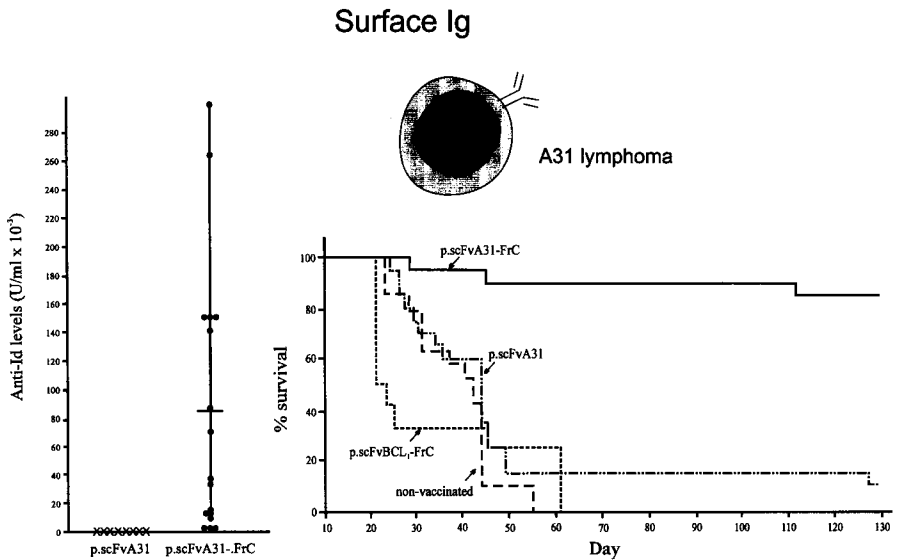 Surface Ig
A31 lymphoma
Anti-Id levels (U/ml x 10⁻³)
280
260
240
220
200
180
160
140
120
100
80
60
40
20
0
p.scFvA31
p.scFvA31-.FrC
% survival
100
80
60
40
20
0
p.scFvA31-FrC
p.scFvA31
p.scFvBCL₁-FrC
non-vaccinated
10 20 30 40 50 60 70 80 90 100 110 120 130
Day